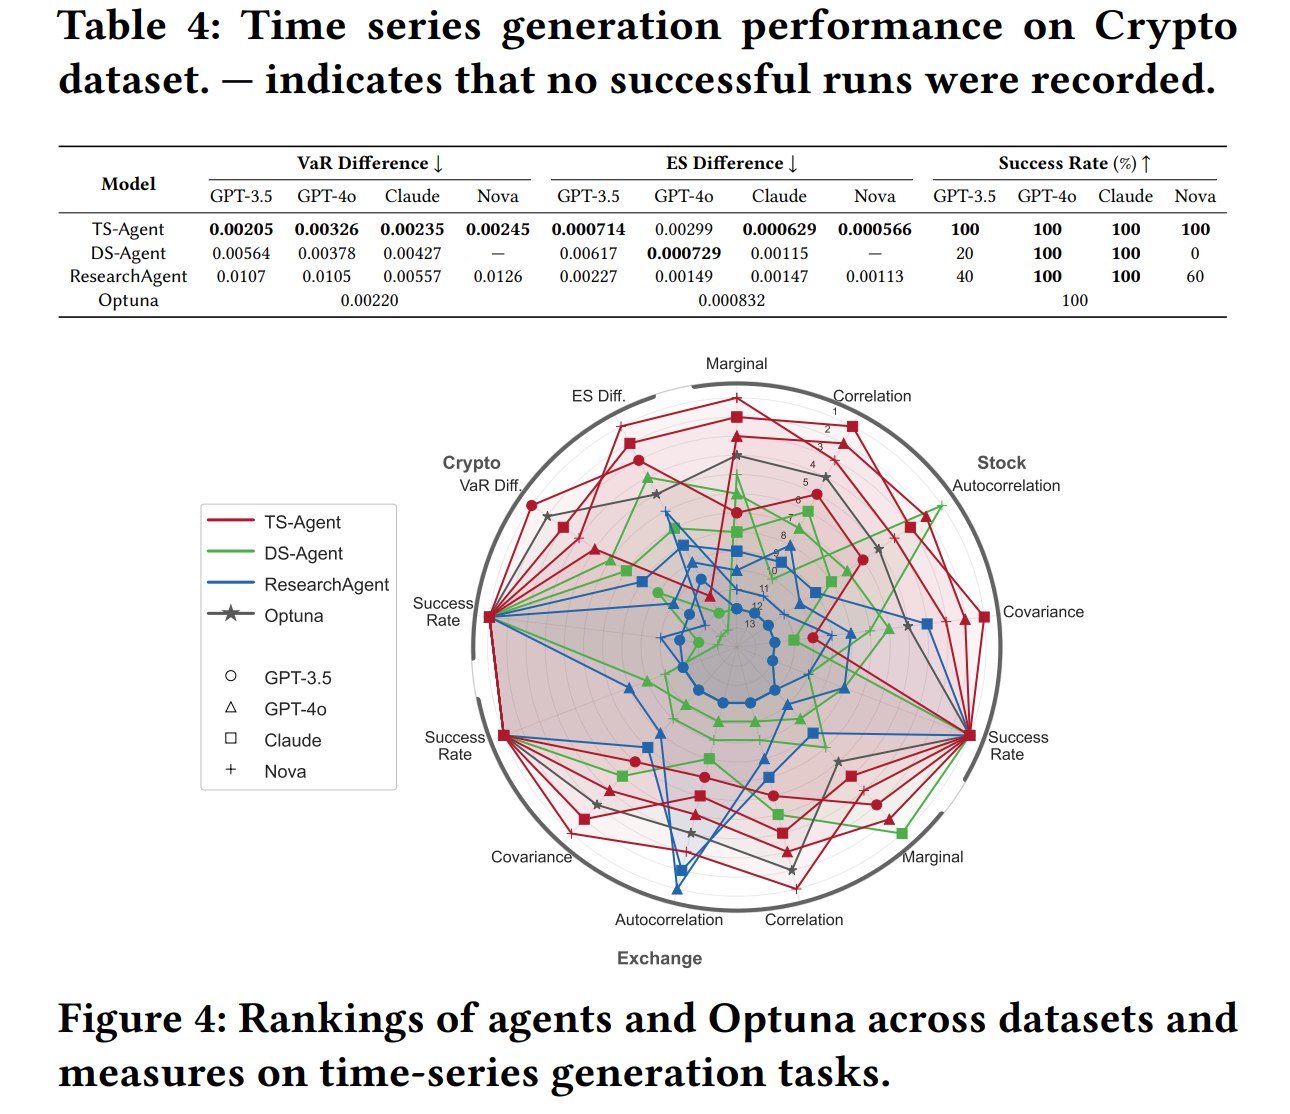 Table 4: Time series generation performance on Crypto
dataset. — indicates that no successful runs were recorded.
Model VaR Difference ↓ ES Difference ↓ Success Rate (%) ↑
GPT-3.5 GPT-4o Claude Nova GPT-3.5 GPT-4o Claude Nova GPT-3.5 GPT-4o Claude Nova
TS-Agent 0.00205 0.00326 0.00235 0.00245 0.000714 0.00299 0.000629 0.000566 100 100 100 100
DS-Agent 0.00564 0.00378 0.00427 — 0.00617 0.000729 0.00115 — 20 100 100 0
ResearchAgent 0.0107 0.0105 0.00557 0.0126 0.00227 0.00149 0.00147 0.00113 40 100 100 60
Optuna 0.00220 0.000832 100
Marginal
ES Diff.
Correlation
1
2
3
4
5
6
7
8
9
11
12
13
Crypto
VaR Diff.
Stock
Autocorrelation
TS-Agent
DS-Agent
ResearchAgent
Optuna
GPT-3.5
GPT-4o
Claude
Nova
Success
Rate
Covariance
Success
Rate
Success
Rate
Covariance
Marginal
Autocorrelation
Correlation
Exchange
Figure 4: Rankings of agents and Optuna across datasets and
measures on time-series generation tasks.